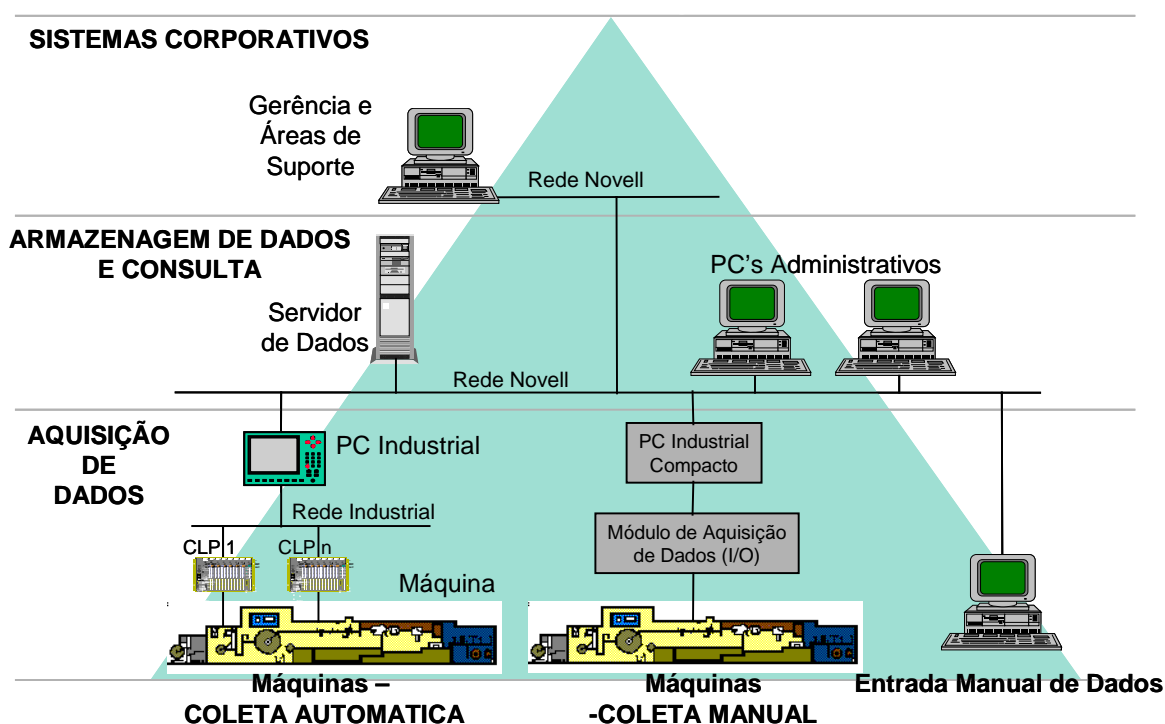 SISTEMAS CORPORATIVOS
Gerência e
Áreas de
Suporte
Rede Novell
ARMAZENAGEM DE DADOS
E CONSULTA
PC's Administrativos
Servidor
de Dados
Rede Novell
AQUISIÇÃO
DE
DADOS
PC Industrial
PC Industrial
Compacto
Rede Industrial
CLP 1
CLP n
Módulo de Aquisição
de Dados (I/O)
Máquina
Máquinas –
COLETA AUTOMATICA
Máquinas
-COLETA MANUAL
Entrada Manual de Dados